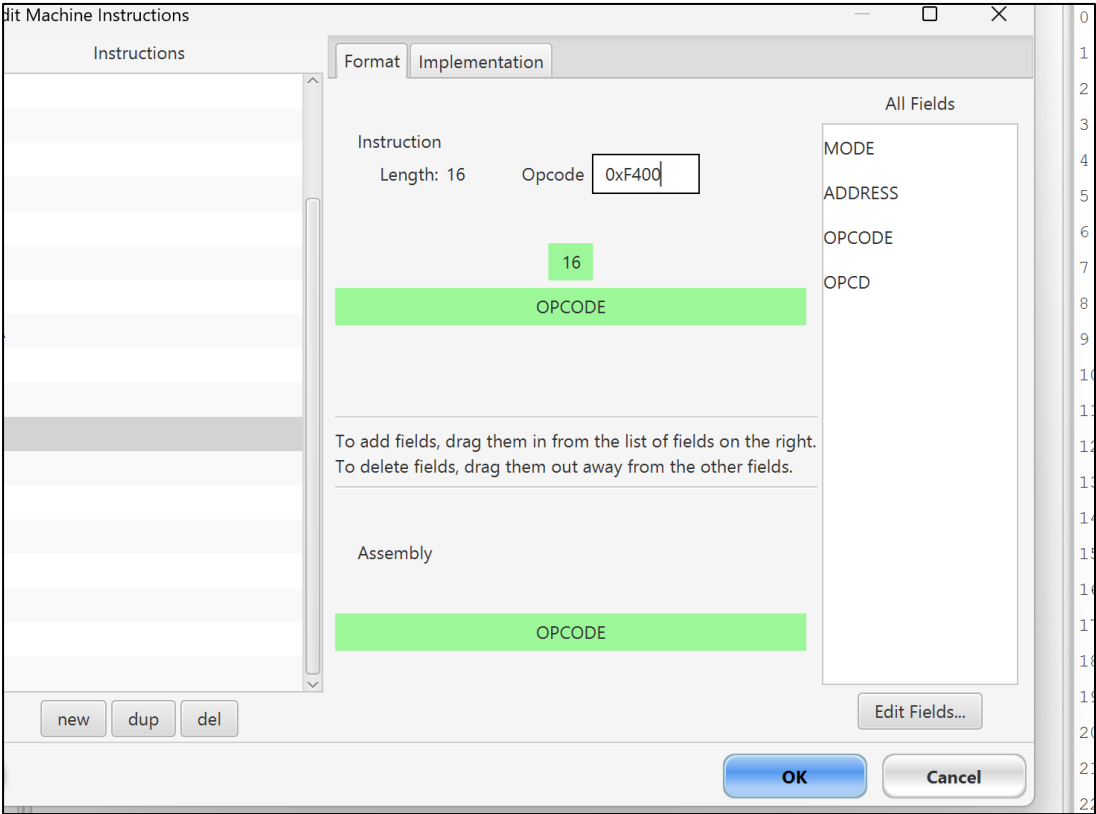 dit Machine Instructions
Instructions
Format
Implementation
All Fields
Instruction
Length: 16
Opcode
0xF400
MODE
ADDRESS
OPCODE
OPCD
16
OPCODE
To add fields, drag them in from the list of fields on the right.
To delete fields, drag them out away from the other fields.
Assembly
OPCODE
new
dup
del
Edit Fields...
OK
Cancel
0
1
2
3
4
5
6
7
8
9
10
11
12
13
14
15
16
17
18
19
20
21
22